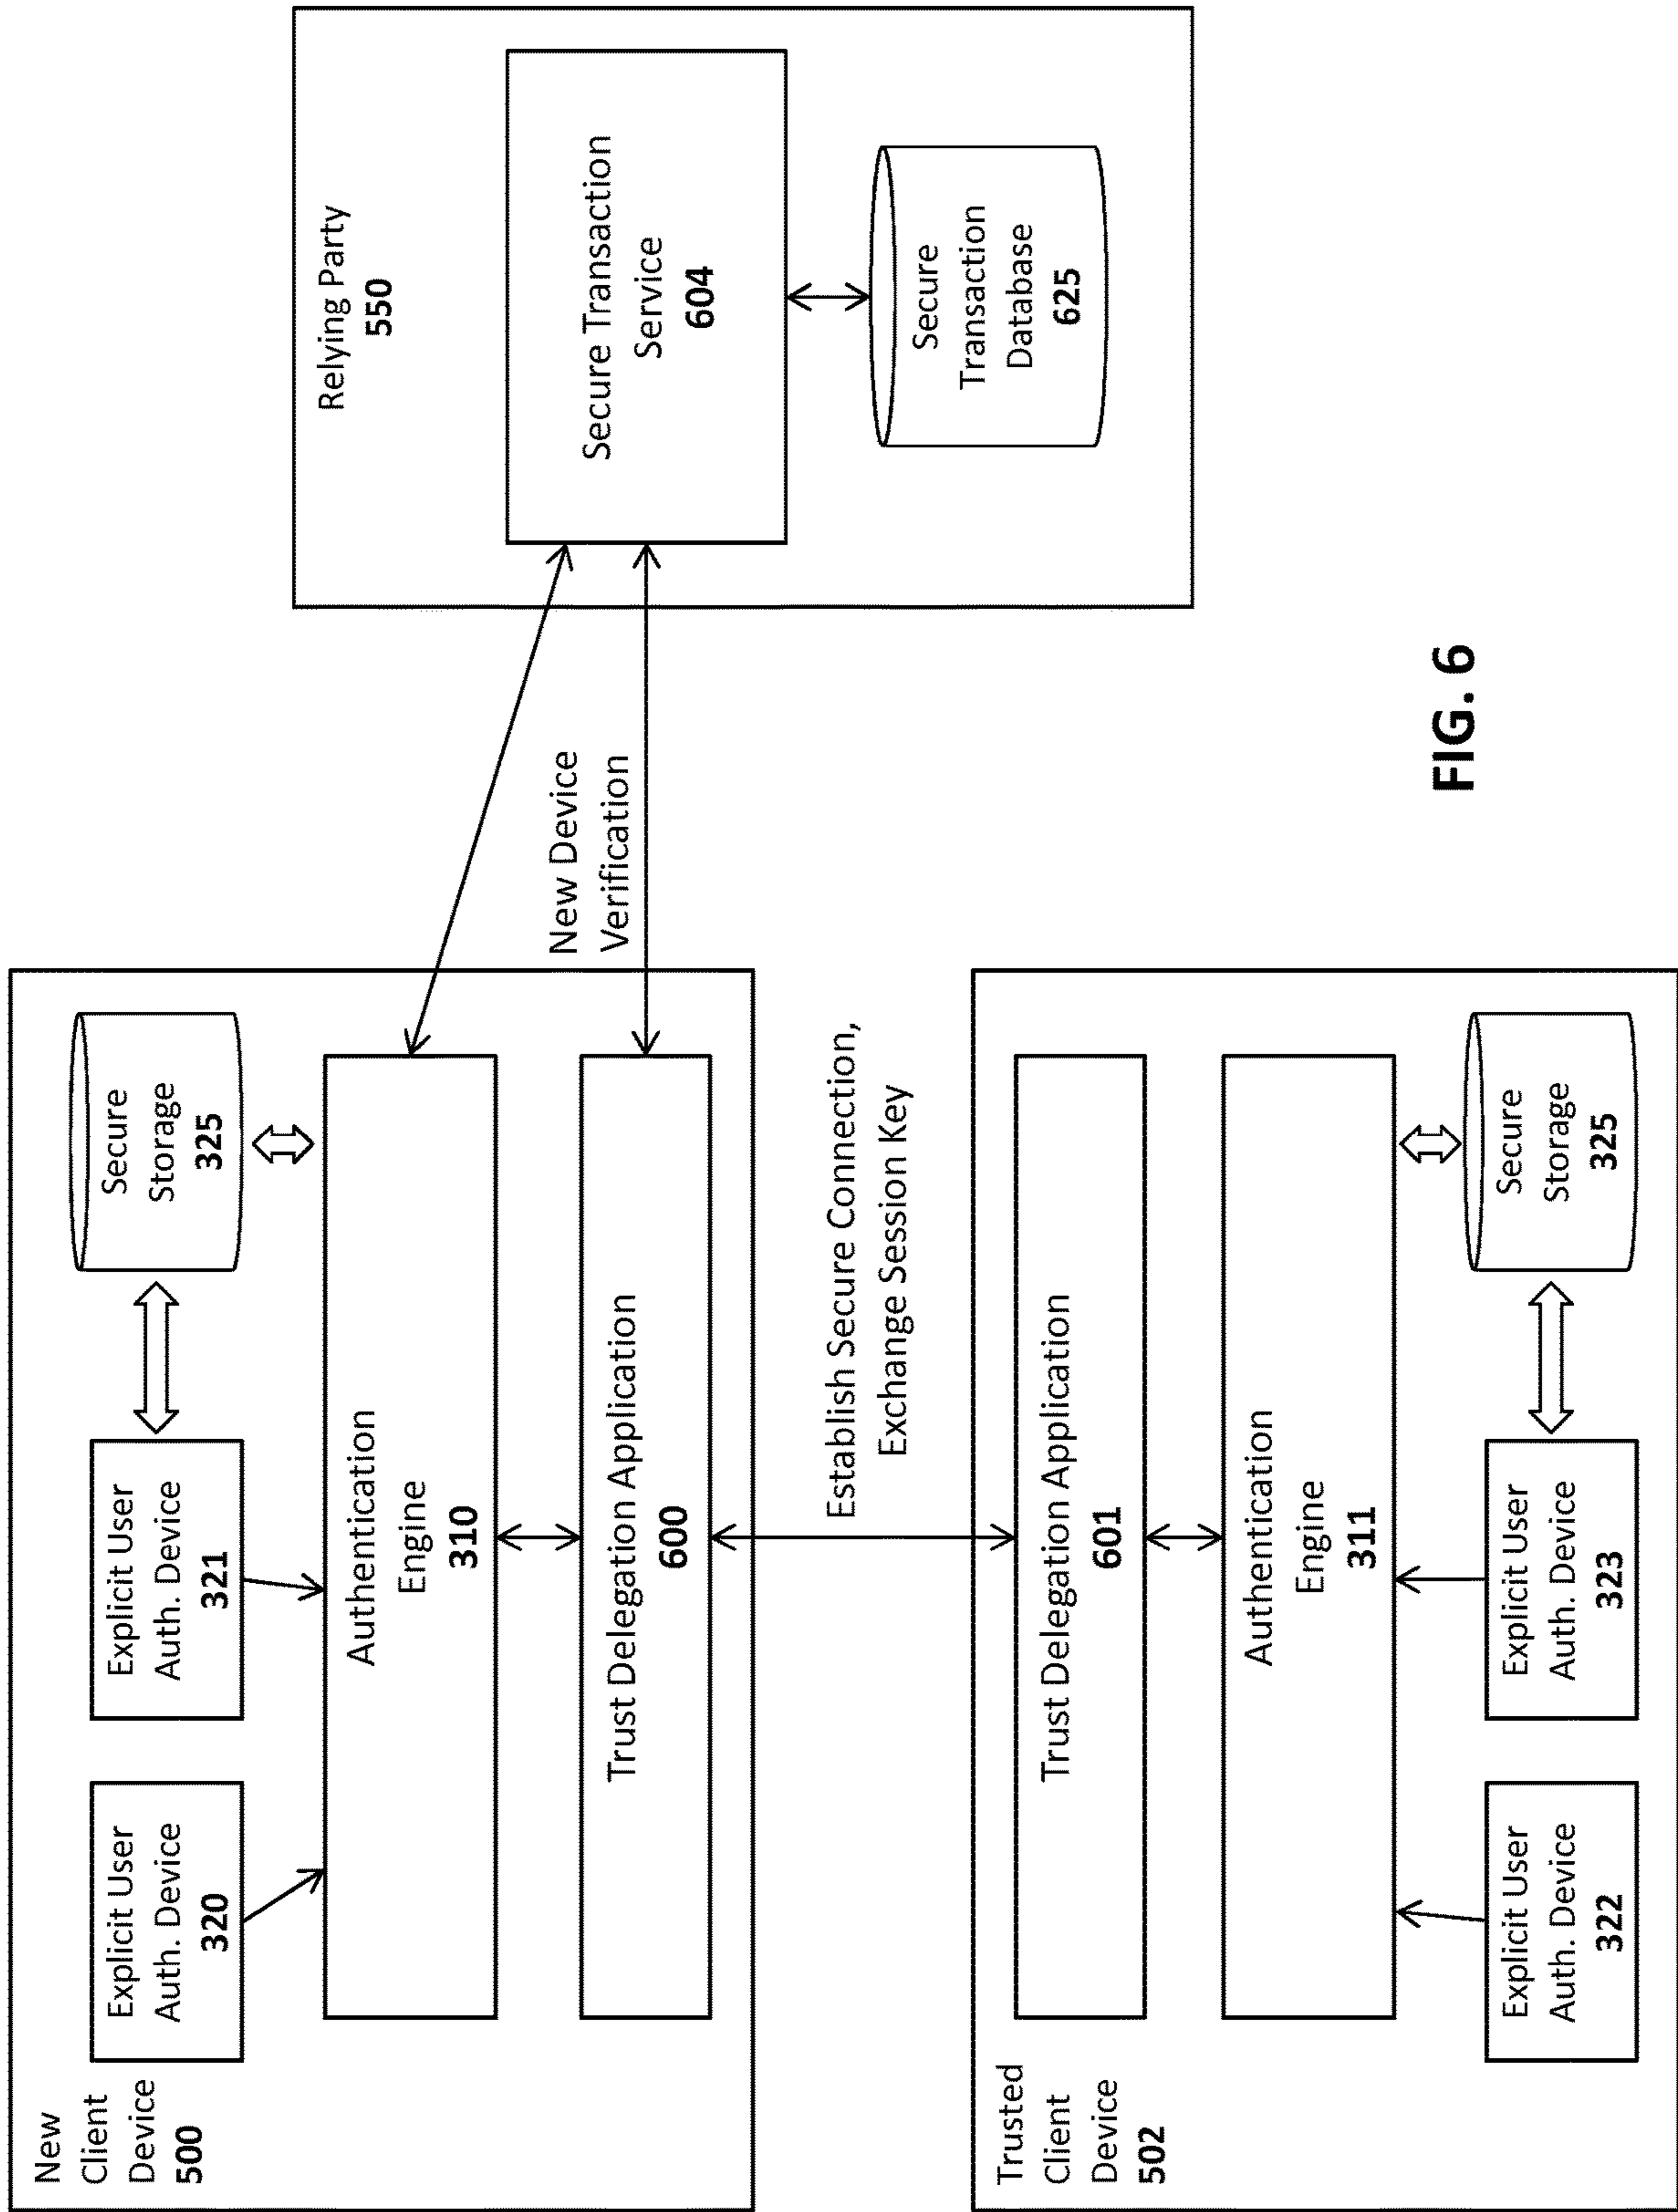 New
Client
Device
500
Explicit User
Auth. Device
320
Explicit User
Auth. Device
321
Secure
Storage
325
Authentication
Engine
310
Trust Delegation Application
600
New Device
Verification
Relying Party
550
Secure Transaction
Service
604
Secure
Transaction
Database
625
Establish Secure Connection,
Exchange Session Key
Trusted
Client
Device
502
Trust Delegation Application
601
Authentication
Engine
311
Explicit User
Auth. Device
322
Explicit User
Auth. Device
323
Secure
Storage
325
FIG. 6